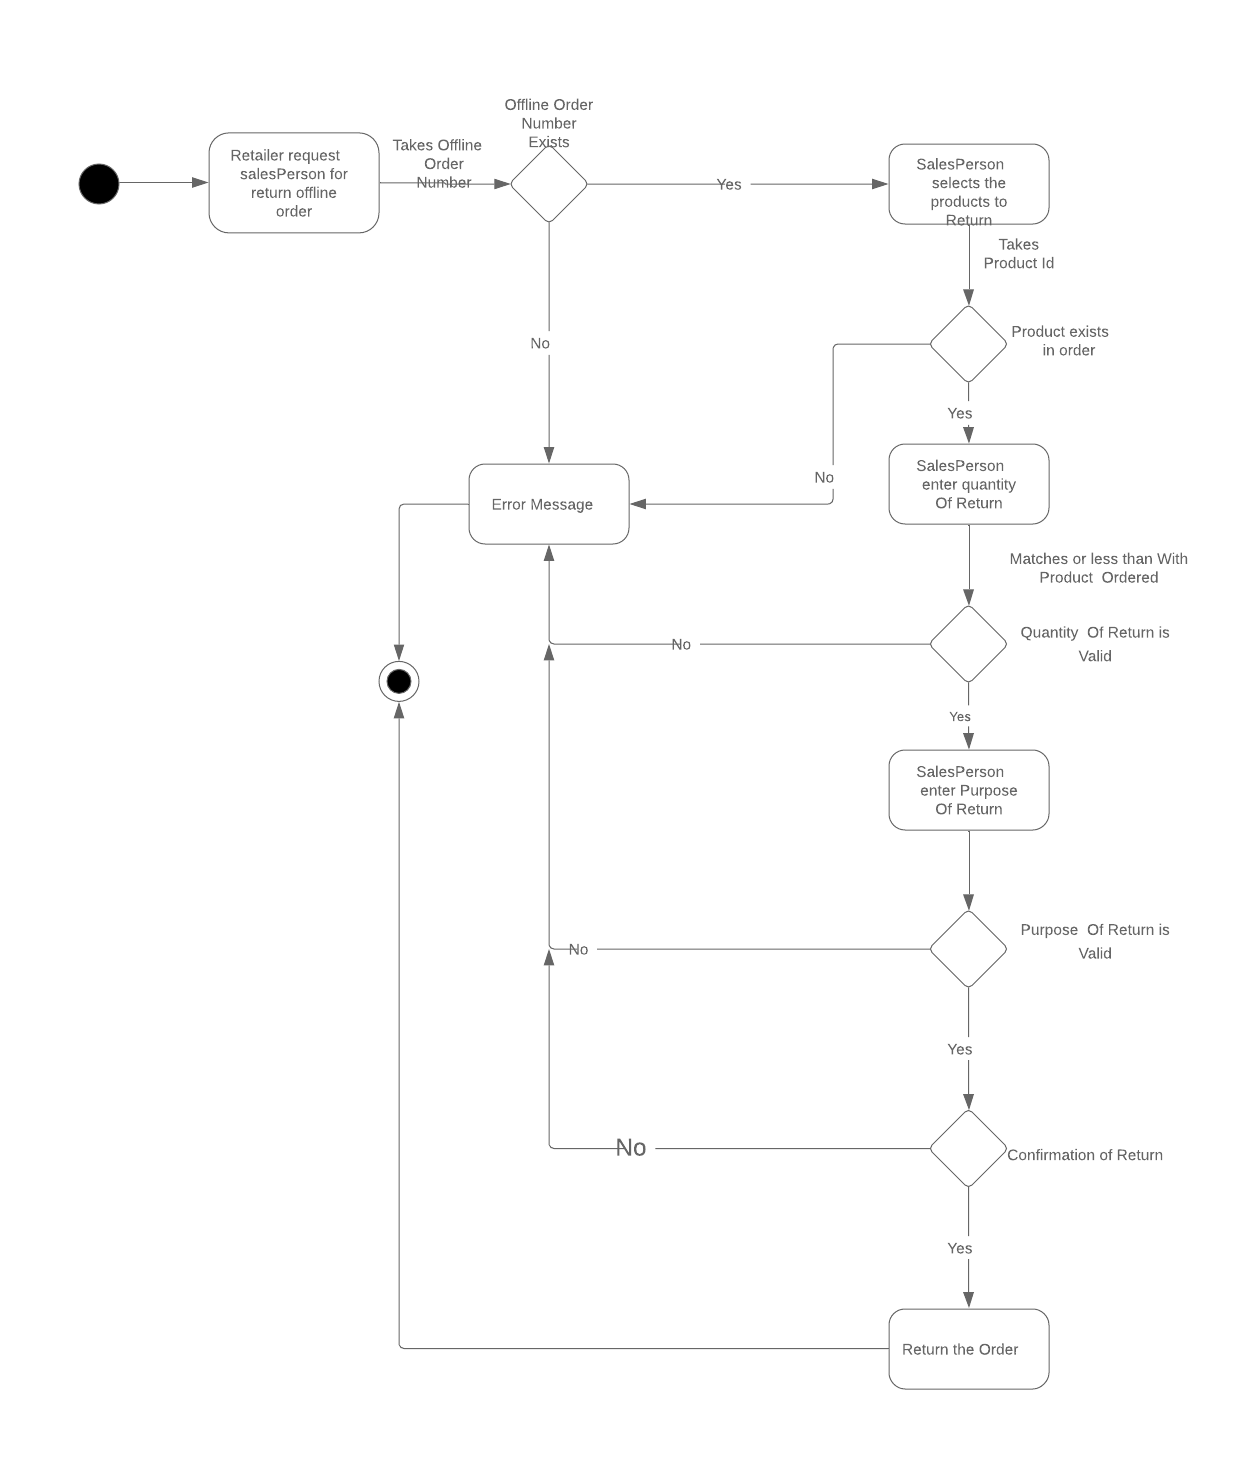 Offline Order
Number
Exists
Retailer request
salesPerson for
return offline
order
Takes Offline
Order
Number
Yes
SalesPerson
selects the
products to
Return
Takes
Product Id
Product exists
in order
No
Yes
SalesPerson
enter quantity
Of Return
No
Error Message
Matches or less than With
Product  Ordered
Quantity  Of Return is
Valid
No
Yes
SalesPerson
enter Purpose
Of Return
Purpose  Of Return is
Valid
No
Yes
No
Confirmation of Return
Yes
Return the Order